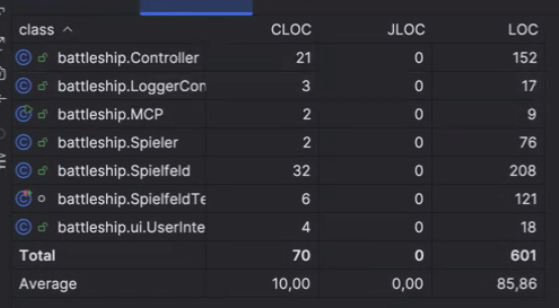 class CLOC JLOC LOC
battleship.Controller 21 0 152
battleship.LoggerCon 3 0 17
battleship.MCP 2 0 9
battleship.Spieler 2 0 76
battleship.Spielfeld 32 0 208
battleship.SpielfeldTe 6 0 121
battleship.ui.UserInte 4 0 18
Total 70 0 601
Average 10,00 0,00 85,86